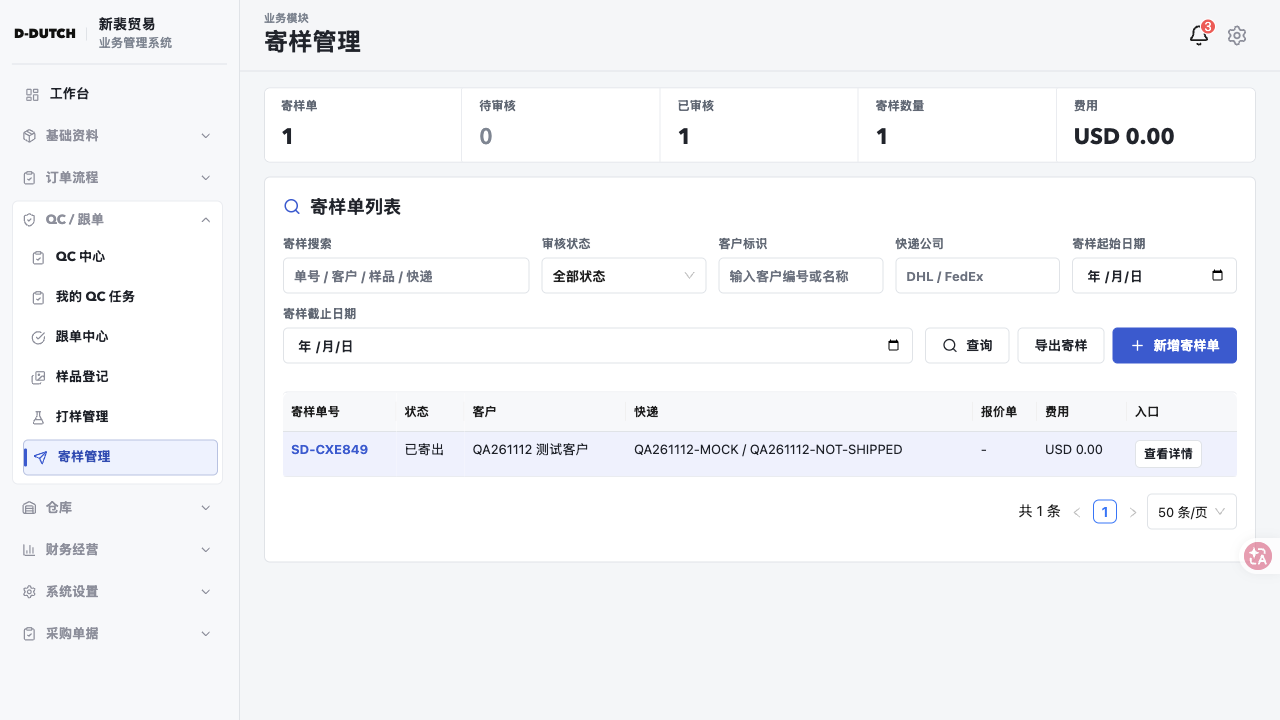 D-DUTCH
新裴贸易
业务管理系统
工作台
基础资料
订单流程
QC / 跟单
QC 中心
我的 QC 任务
跟单中心
样品登记
打样管理
寄样管理
仓库
财务经营
系统设置
采购单据
业务模块
寄样管理
3
寄样单
1
待审核
0
已审核
1
寄样数量
1
费用
USD 0.00
寄样单列表
寄样搜索
单号 / 客户 / 样品 / 快递
审核状态
全部状态
客户标识
输入客户编号或名称
快递公司
DHL / FedEx
寄样起始日期
年 /月/日
寄样截止日期
年 /月/日
查询
导出寄样
新增寄样单
寄样单号 状态 客户 快递 报价单 费用 入口
SD-CXE849 已寄出 QA261112 测试客户 QA261112-MOCK / QA261112-NOT-SHIPPED - USD 0.00 查看详情
共 1 条 1 50 条/页